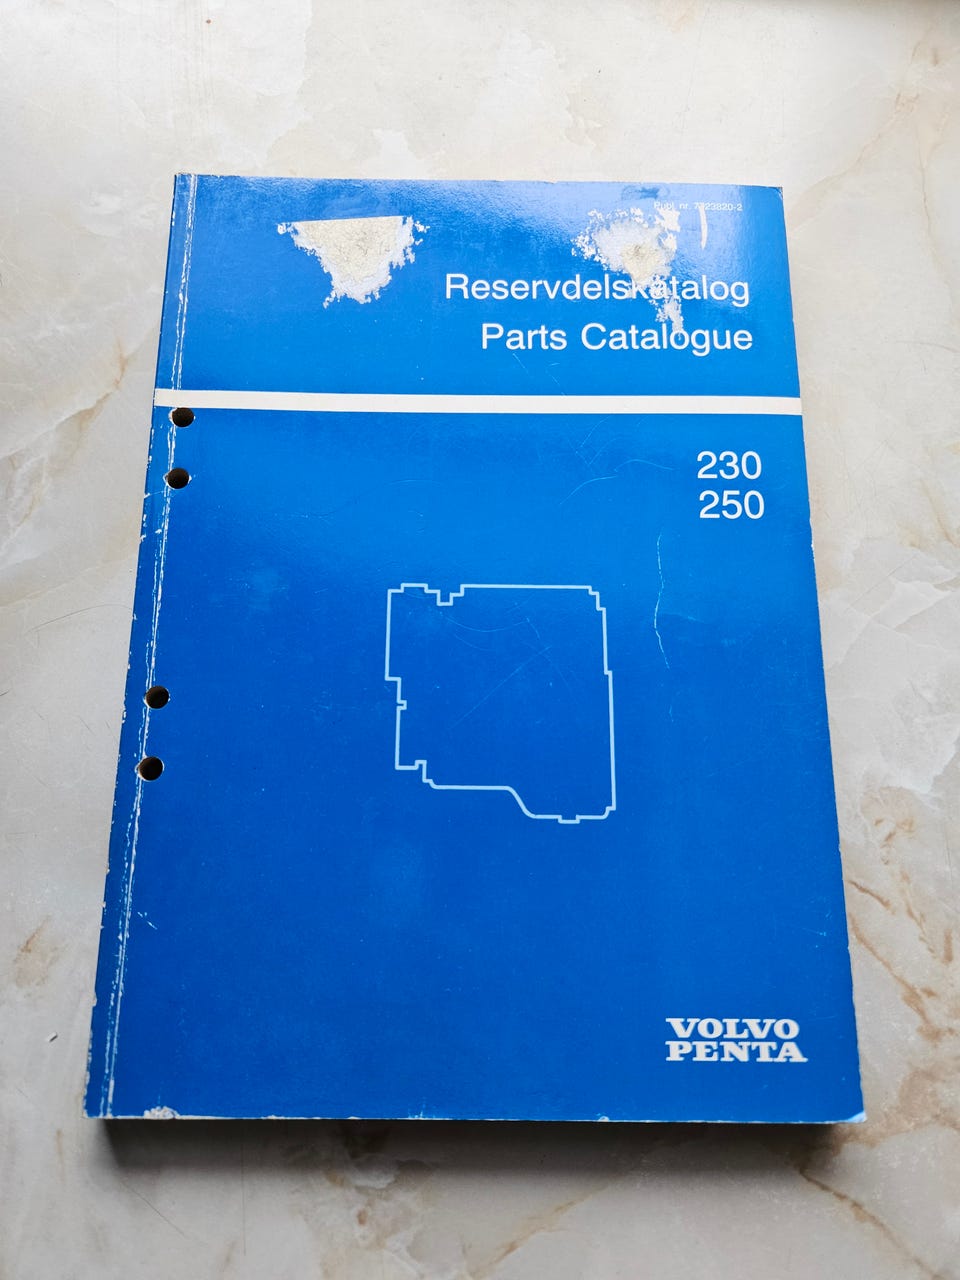 Publ. nr.
Reservdelskatalog
Parts Catalogue
230
250
VOLVO
PENTA